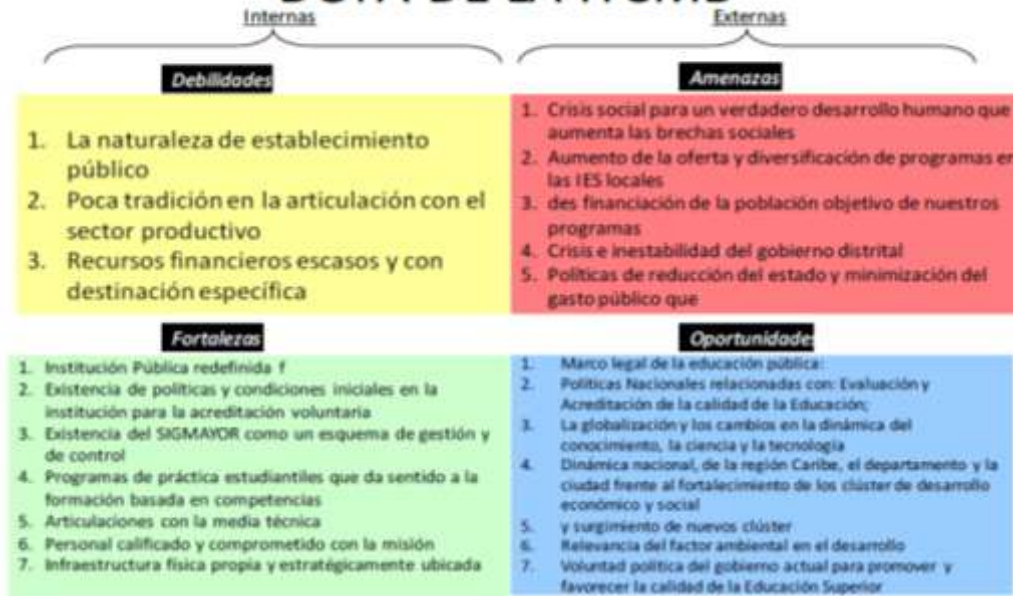 Internas
Externas
Debilidades
1. La naturaleza de establecimiento
público
2. Poca tradición en la articulación con el
sector productivo
3. Recursos financieros escasos y con
destinación específica
Amenazas
1. Crisis social para un verdadero desarrollo humano que
aumenta las brechas sociales
2. Aumento de la oferta y diversificación de programas en
las IES locales
3. des financiación de la población objetivo de nuestros
programas
4. Crisis e inestabilidad del gobierno distrital
5. Políticas de reducción del estado y minimización del
gasto público que
Fortalezas
1. Institución Pública redefinida f
2. Existencia de políticas y condiciones iniciales en la
institución para la acreditación voluntaria
3. Existencia del SIGMAYOR como un esquema de gestión y
de control
4. Programas de práctica estudiantiles que da sentido a la
formación basada en competencias
5. Articulaciones con la media técnica
6. Personal calificado y comprometido con la misión
7. Infraestructura física propia y estratégicamente ubicada
Oportunidades
1. Marco legal de la educación pública:
2. Políticas Nacionales relacionadas con: Evaluación y
Acreditación de la calidad de la Educación;
3. La globalización y los cambios en la dinámica del
conocimiento, la ciencia y la tecnología
4. Dinámica nacional, de la región Caribe, el departamento y la
ciudad frente al fortalecimiento de los clúster de desarrollo
económico y social
5. y surgimiento de nuevos clúster
6. Relevancia del factor ambiental en el desarrollo
7. Voluntad política del gobierno actual para promover y
favorecer la calidad de la Educación Superior